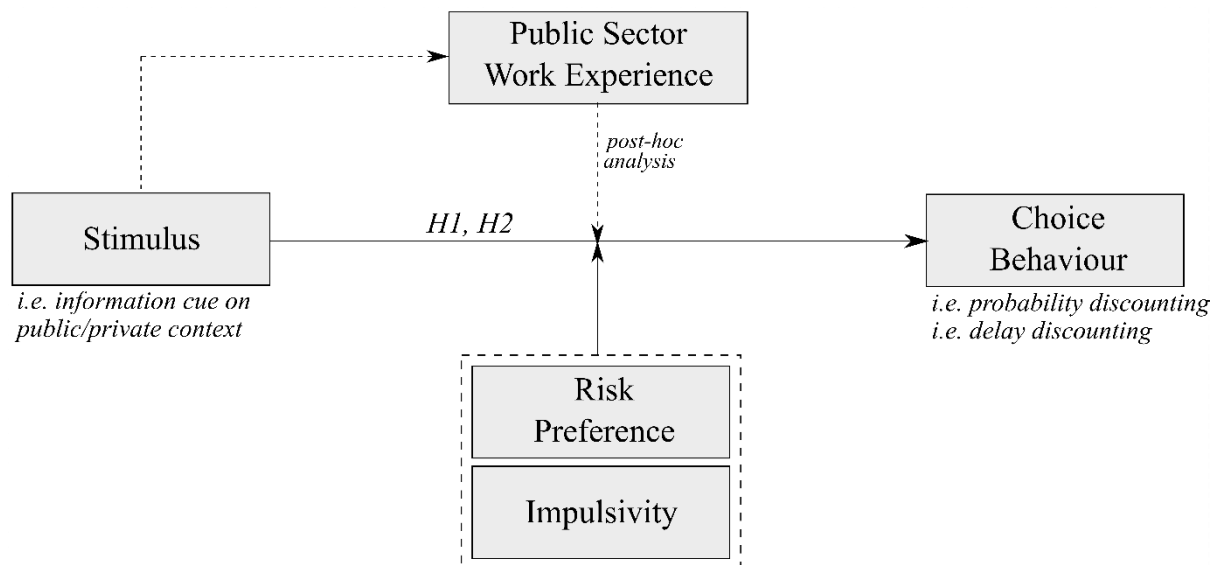 Public Sector
Work Experience
post-hoc
analysis
Stimulus
H1, H2
Choice
Behaviour
i.e. information cue on
public/private context
i.e. probability discounting
i.e. delay discounting
Risk
Preference
Impulsivity